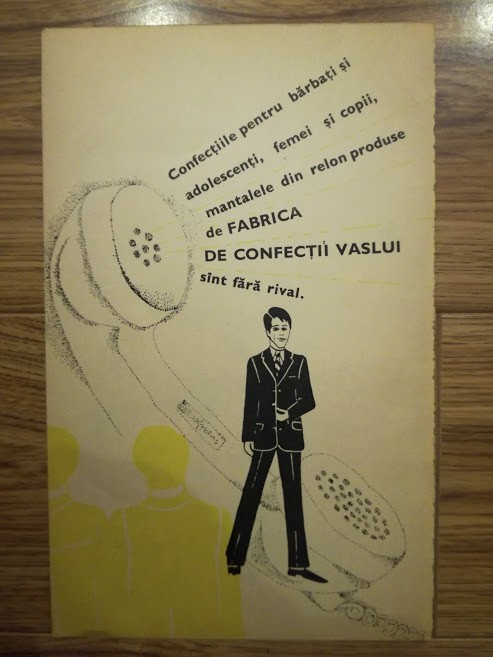 Confecțiile pentru bărbați și
adolescenți, femei și copii,
mantalele din relon produse
de FABRICA
DE CONFECȚII VASLUI
sînt fără rival.